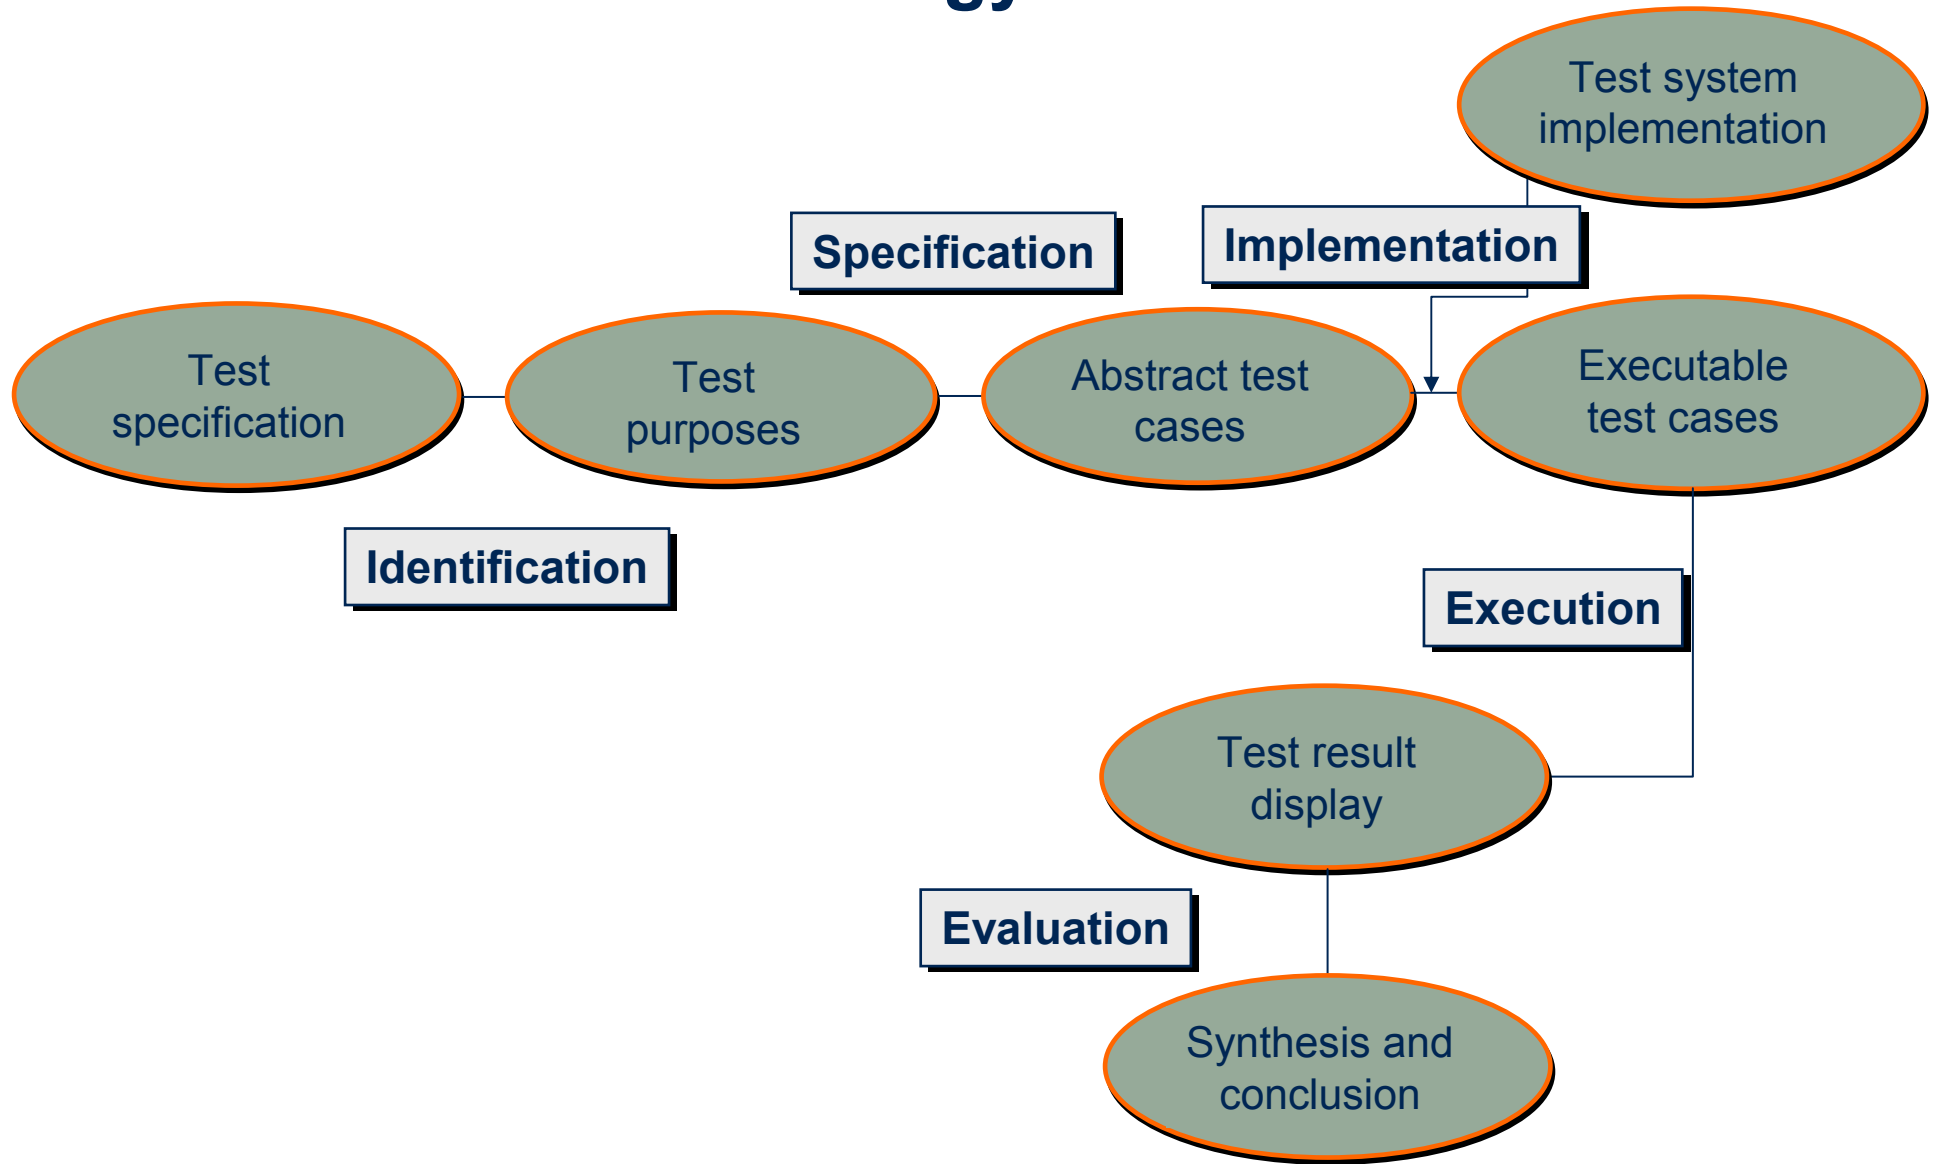 Test system
implementation
Specification
Implementation
Test
specification
Test
purposes
Abstract test
cases
Executable
test cases
Identification
Execution
Test result
display
Evaluation
Synthesis and
conclusion